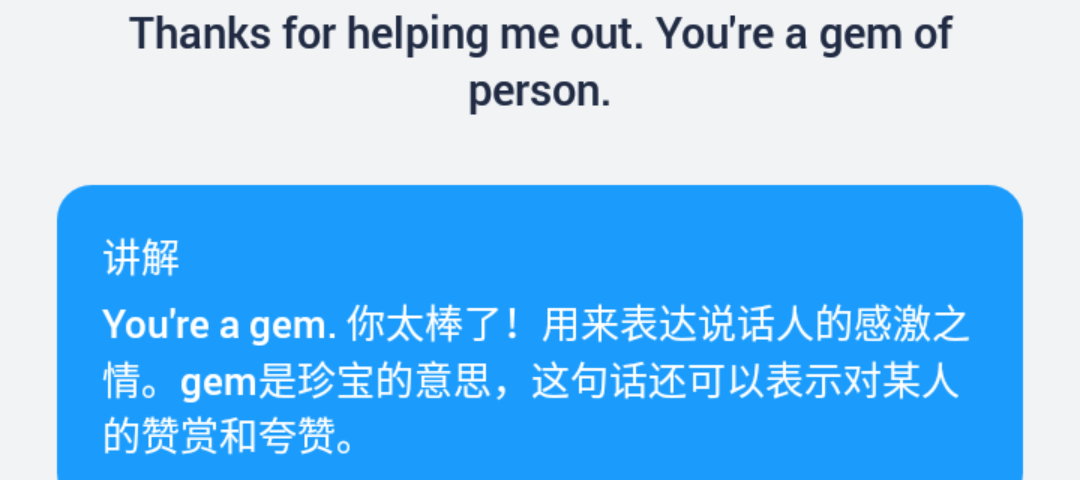 Thanks for helping me out. You're a gem of
person.
讲解
You're a gem. 你太棒了！用来表达说话人的感激之
情。gem是珍宝的意思，这句话还可以表示对某人
的赞赏和夸赞。